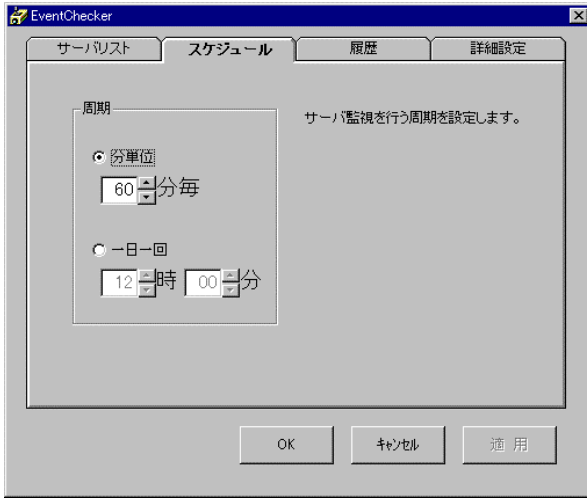 EventChecker
サーバリスト スケジュール 履歴 詳細設定
周期
サーバ監視を行う周期を設定します。
分単位
60 分毎
一日一回
12 時 00 分
OK ｷｬﾝｾﾙ 適 用